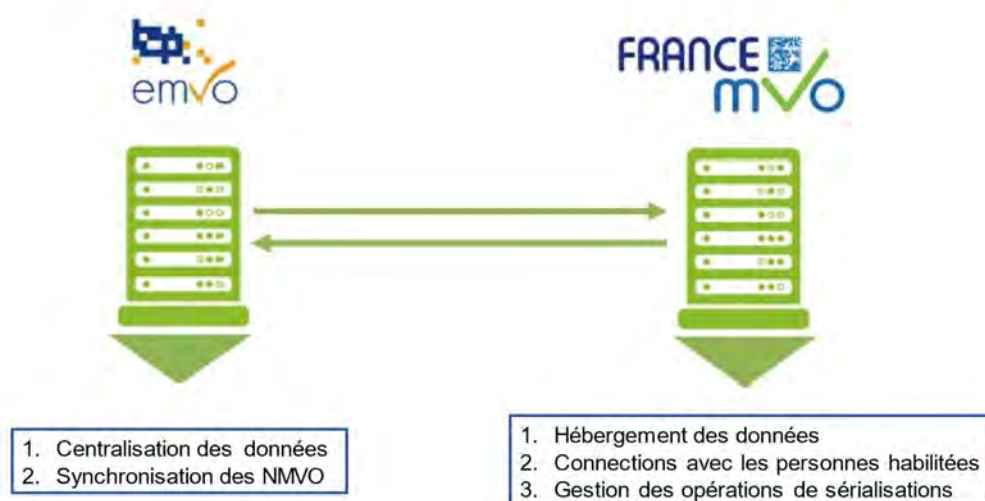 emvo
FRANCE
mvo
1. Centralisation des données
2. Synchronisation des NMVO
1. Hébergement des données
2. Connections avec les personnes habilitées
3. Gestion des opérations de sérialisations